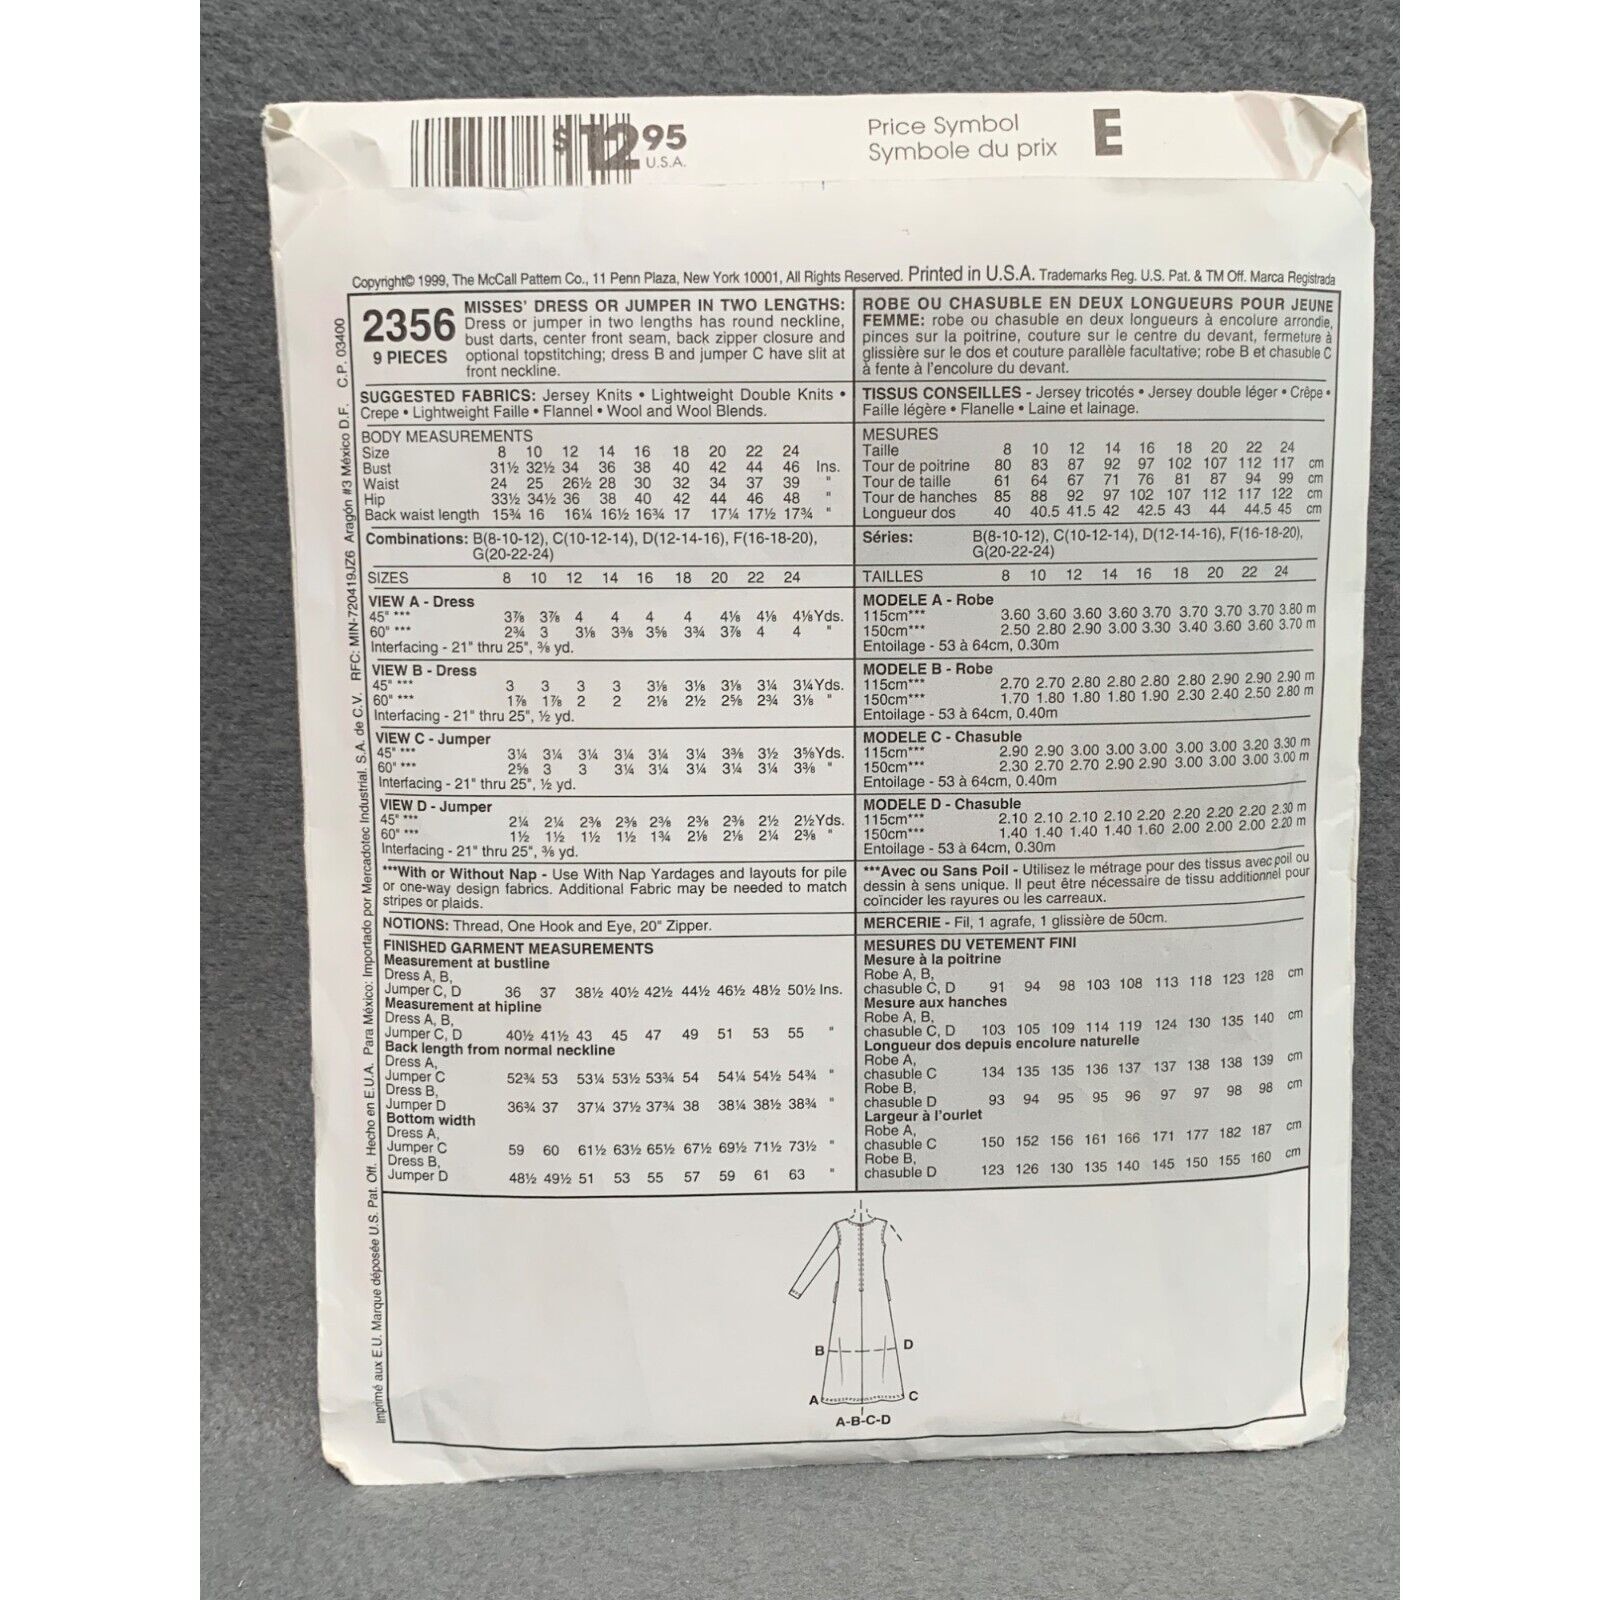 $12 95
U.S.A.
Price Symbol
Symbole du prix
E
Copyright© 1999, The McCall Pattern Co., 11 Penn Plaza, New York 10001, All Rights Reserved. Printed in U.S.A. Trademarks Reg. U.S. Pat. & TM Off. Marca Registrada
2356
9 PIECES
MISSES' DRESS OR JUMPER IN TWO LENGTHS:
Dress or jumper in two lengths has round neckline,
bust darts, center front seam, back zipper closure and
optional topstitching; dress B and jumper C have slit at
front neckline.
SUGGESTED FABRICS: Jersey Knits • Lightweight Double Knits •
Crepe • Lightweight Faille • Flannel • Wool and Wool Blends.
BODY MEASUREMENTS
Size 8 10 12 14 16 18 20 22 24
Bust 31½ 32½ 34 36 38 40 42 44 46 Ins.
Waist 24 25 26½ 28 30 32 34 37 39 "
Hip 33½ 34½ 36 38 40 42 44 46 48 "
Back waist length 15¾ 16 16¼ 16½ 16¾ 17 17¼ 17½ 17¾ "
Combinations: B(8-10-12), C(10-12-14), D(12-14-16), F(16-18-20),
G(20-22-24)
SIZES 8 10 12 14 16 18 20 22 24
VIEW A - Dress
45" *** 3⅞ 3⅞ 4 4 4 4 4⅛ 4⅛ 4⅛ Yds.
60" *** 2¾ 3 3⅛ 3⅜ 3⅝ 3¾ 3⅞ 4 4 "
Interfacing - 21" thru 25", ⅜ yd.
VIEW B - Dress
45" *** 3 3 3 3 3⅛ 3⅛ 3⅛ 3¼ 3¼ Yds.
60" *** 1⅞ 1⅞ 2 2 2⅛ 2½ 2⅝ 2¾ 3⅛ "
Interfacing - 21" thru 25", ½ yd.
VIEW C - Jumper
45" *** 3¼ 3¼ 3¼ 3¼ 3¼ 3¼ 3⅜ 3½ 3⅝ Yds.
60" *** 2⅝ 3 3 3¼ 3¼ 3¼ 3¼ 3¼ 3⅜ "
Interfacing - 21" thru 25", ½ yd.
VIEW D - Jumper
45" *** 2¼ 2¼ 2⅜ 2⅜ 2⅜ 2⅜ 2⅜ 2½ 2½ Yds.
60" *** 1½ 1½ 1½ 1½ 1¾ 2⅛ 2⅛ 2¼ 2⅜ "
Interfacing - 21" thru 25", ⅜ yd.
***With or Without Nap - Use With Nap Yardages and layouts for pile
or one-way design fabrics. Additional Fabric may be needed to match
stripes or plaids.
NOTIONS: Thread, One Hook and Eye, 20" Zipper.
FINISHED GARMENT MEASUREMENTS
Measurement at bustline
Dress A, B,
Jumper C, D 36 37 38½ 40½ 42½ 44½ 46½ 48½ 50½ Ins.
Measurement at hipline
Dress A, B,
Jumper C, D 40½ 41½ 43 45 47 49 51 53 55 "
Back length from normal neckline
Dress A,
Jumper C 52¾ 53 53¼ 53½ 53¾ 54 54¼ 54½ 54¾ "
Dress B,
Jumper D 36¾ 37 37¼ 37½ 37¾ 38 38¼ 38½ 38¾ "
Bottom width
Dress A,
Jumper C 59 60 61½ 63½ 65½ 67½ 69½ 71½ 73½ "
Dress B,
Jumper D 48½ 49½ 51 53 55 57 59 61 63 "
ROBE OU CHASUBLE EN DEUX LONGUEURS POUR JEUNE
FEMME: robe ou chasuble en deux longueurs à encolure arrondie,
pinces sur la poitrine, couture sur le centre du devant, fermeture à
glissière sur le dos et couture parallèle facultative; robe B et chasuble C
à fente à l'encolure du devant.
TISSUS CONSEILLES - Jersey tricotés • Jersey double léger • Crêpe •
Faille légère • Flanelle • Laine et lainage.
MESURES
Taille 8 10 12 14 16 18 20 22 24
Tour de poitrine 80 83 87 92 97 102 107 112 117 cm
Tour de taille 61 64 67 71 76 81 87 94 99 cm
Tour de hanches 85 88 92 97 102 107 112 117 122 cm
Longueur dos 40 40.5 41.5 42 42.5 43 44 44.5 45 cm
Séries: B(8-10-12), C(10-12-14), D(12-14-16), F(16-18-20),
G(20-22-24)
TAILLES 8 10 12 14 16 18 20 22 24
MODELE A - Robe
115cm*** 3.60 3.60 3.60 3.60 3.70 3.70 3.70 3.70 3.80 m
150cm*** 2.50 2.80 2.90 3.00 3.30 3.40 3.60 3.60 3.70 m
Entoilage - 53 à 64cm, 0.30m
MODELE B - Robe
115cm*** 2.70 2.70 2.80 2.80 2.80 2.80 2.90 2.90 2.90 m
150cm*** 1.70 1.80 1.80 1.80 1.90 2.30 2.40 2.50 2.80 m
Entoilage - 53 à 64cm, 0.40m
MODELE C - Chasuble
115cm*** 2.90 2.90 3.00 3.00 3.00 3.00 3.00 3.20 3.30 m
150cm*** 2.30 2.70 2.70 2.90 2.90 3.00 3.00 3.00 3.00 m
Entoilage - 53 à 64cm, 0.40m
MODELE D - Chasuble
115cm*** 2.10 2.10 2.10 2.10 2.20 2.20 2.20 2.20 2.30 m
150cm*** 1.40 1.40 1.40 1.40 1.60 2.00 2.00 2.00 2.20 m
Entoilage - 53 à 64cm, 0.30m
***Avec ou Sans Poil - Utilisez le métrage pour des tissus avec poil ou
dessin à sens unique. Il peut être nécessaire de tissu additionnel pour
coïncider les rayures ou les carreaux.
MERCERIE - Fil, 1 agrafe, 1 glissière de 50cm.
MESURES DU VETEMENT FINI
Mesure à la poitrine
Robe A, B,
chasuble C, D 91 94 98 103 108 113 118 123 128 cm
Mesure aux hanches
Robe A, B,
chasuble C, D 103 105 109 114 119 124 130 135 140 cm
Longueur dos depuis encolure naturelle
Robe A,
chasuble C 134 135 135 136 137 137 138 138 139 cm
Robe B,
chasuble D 93 94 95 95 96 97 97 98 98 cm
Largeur à l'ourlet
Robe A,
chasuble C 150 152 156 161 166 171 177 182 187 cm
Robe B,
chasuble D 123 126 130 135 140 145 150 155 160 cm
B D
A C
A-B-C-D
Imprimé aux E.U. Marque déposée U.S. Pat. Off. Hecho en E.U.A. Para México: Importado por Mercadotec Industrial. S.A. de C.V. RFC: MIN-720419JZ6 Aragón #3 México D.F. C.P. 03400